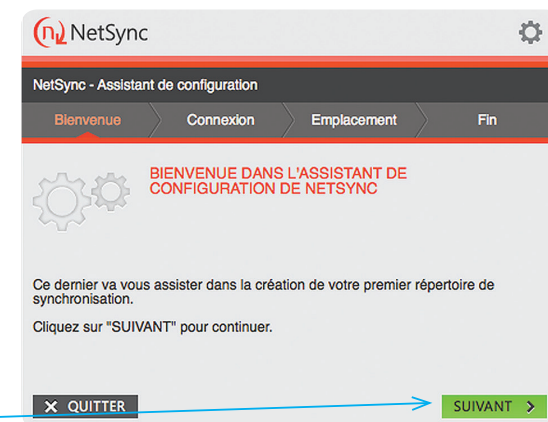 NetSync
NetSync - Assistant de configuration
Bienvenue
Connexion
Emplacement
Fin
BIENVENUE DANS L'ASSISTANT DE
CONFIGURATION DE NETSYNC
Ce dernier va vous assister dans la création de votre premier répertoire de
synchronisation.
Cliquez sur "SUIVANT" pour continuer.
QUITTER
SUIVANT